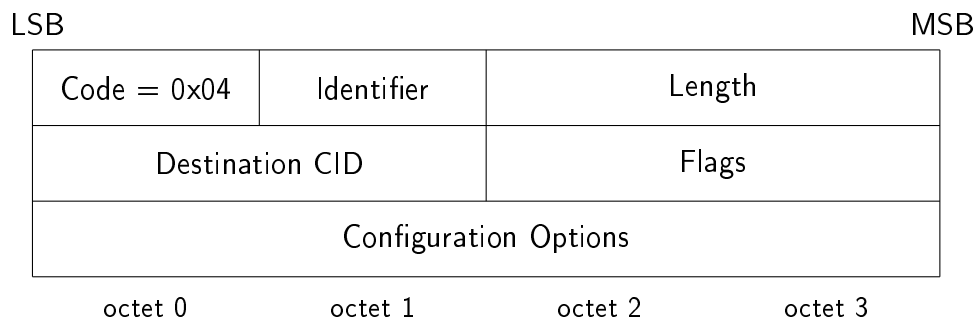 LSB MSB
Code = 0x04 Identifier Length
Destination CID Flags
Configuration Options
octet 0 octet 1 octet 2 octet 3